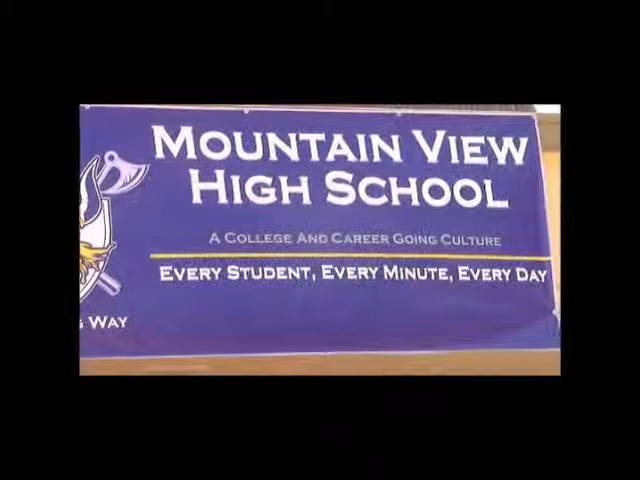 MOUNTAIN VIEW
HIGH SCHOOL
A COLLEGE AND CAREER GOING CULTURE
EVERY STUDENT, EVERY MINUTE, EVERY DAY
WAY